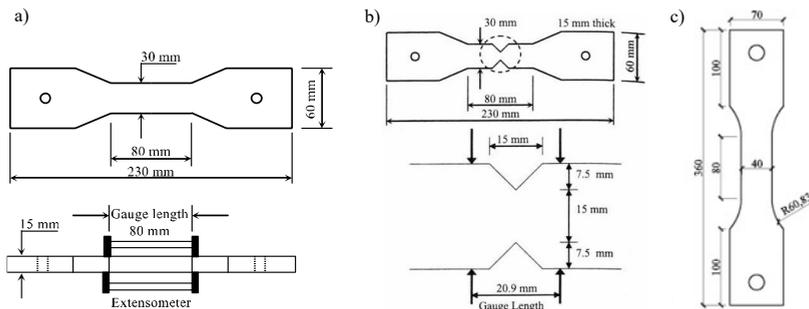 a)
30 mm
60 mm
80 mm
230 mm
Gauge length
80 mm
15 mm
Extensometer
b)
30 mm
15 mm thick
60 mm
80 mm
230 mm
15 mm
7.5 mm
15 mm
7.5 mm
20.9 mm
Gauge Length
c)
70
100
360
80
40
R60,83
100